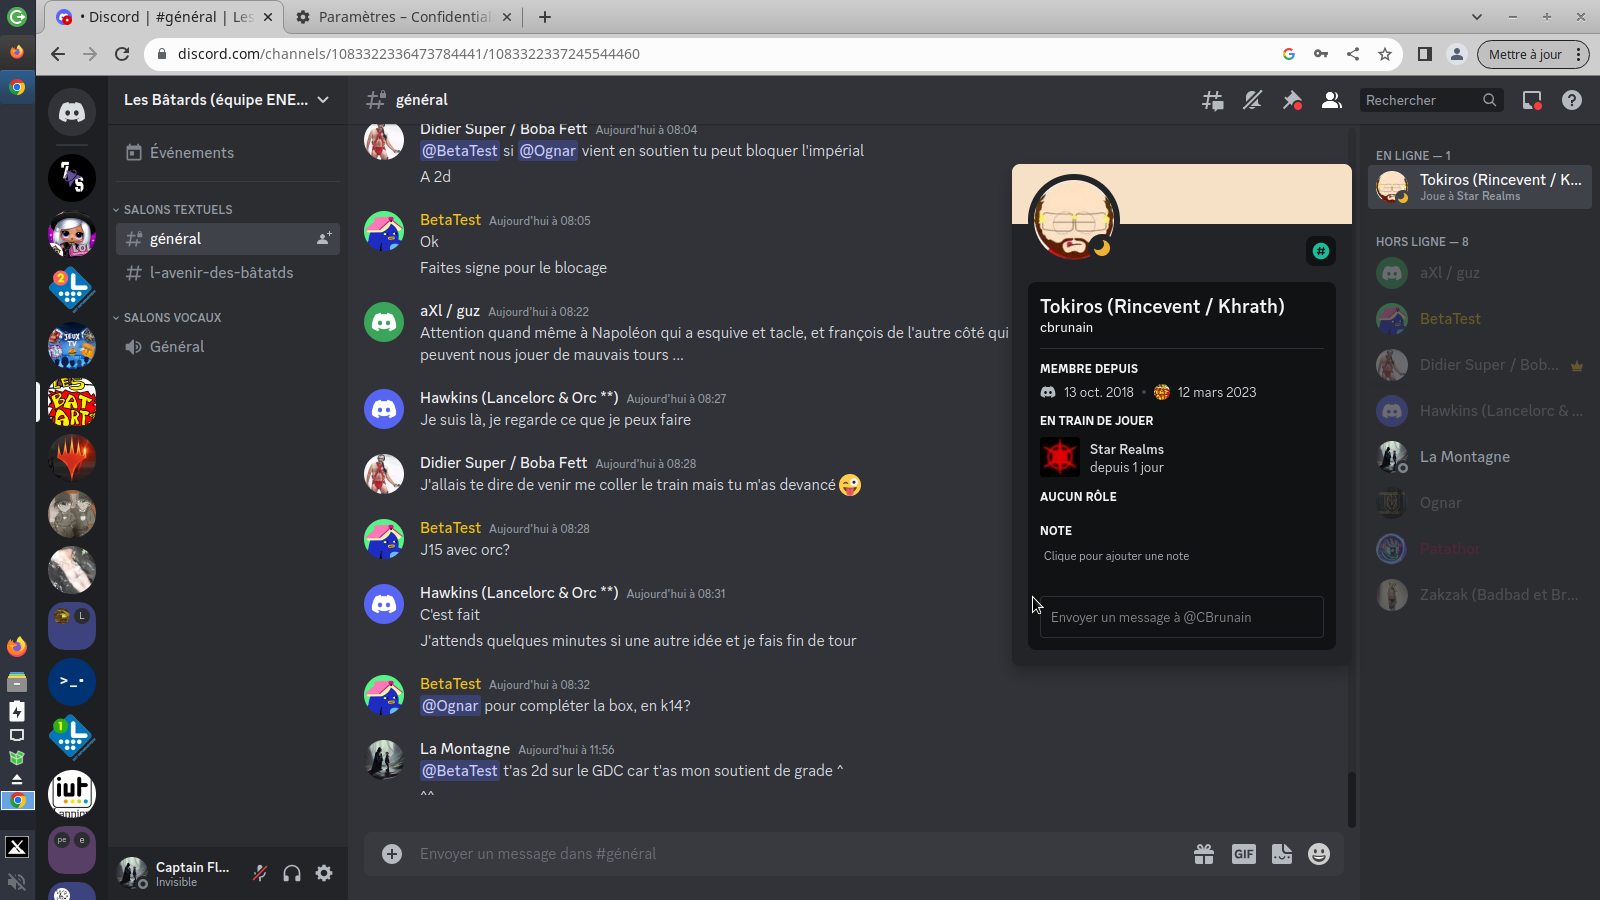 • Discord | #général | Les
Paramètres – Confidential
discord.com/channels/1083322336473784441/1083322337245544460
Mettre à jour
Les Bâtards (équipe ENE...
Événements
SALONS TEXTUELS
général
l-avenir-des-bâtatds
SALONS VOCAUX
Général
Captain Fl...
Invisible
général
Rechercher
Didier Super / Boba Fett Aujourd'hui à 08:04
@BetaTest si @Ognar vient en soutien tu peut bloquer l'impérial
A 2d
BetaTest Aujourd'hui à 08:05
Ok
Faites signe pour le blocage
aXl / guz Aujourd'hui à 08:22
Attention quand même à Napoléon qui a esquive et tacle, et françois de l'autre côté qui
peuvent nous jouer de mauvais tours ...
Hawkins (Lancelorc & Orc **) Aujourd'hui à 08:27
Je suis là, je regarde ce que je peux faire
Didier Super / Boba Fett Aujourd'hui à 08:28
J'allais te dire de venir me coller le train mais tu m'as devancé 😜
BetaTest Aujourd'hui à 08:28
J15 avec orc?
Hawkins (Lancelorc & Orc **) Aujourd'hui à 08:31
C'est fait
J'attends quelques minutes si une autre idée et je fais fin de tour
BetaTest Aujourd'hui à 08:32
@Ognar pour compléter la box, en k14?
La Montagne Aujourd'hui à 11:56
@BetaTest t'as 2d sur le GDC car t'as mon soutient de grade ^
^^
Envoyer un message dans #général
GIF
Tokiros (Rincevent / Khrath)
cbrunain
MEMBRE DEPUIS
13 oct. 2018 • 12 mars 2023
EN TRAIN DE JOUER
Star Realms
depuis 1 jour
AUCUN RÔLE
NOTE
Clique pour ajouter une note
Envoyer un message à @CBrunain
EN LIGNE — 1
Tokiros (Rincevent / K...
Joue à Star Realms
HORS LIGNE — 8
aXl / guz
BetaTest
Didier Super / Bob...
Hawkins (Lancelorc & ...
La Montagne
Ognar
Patathor
Zakzak (Badbad et Br...
7
S
2
JEUX
TV
LES
BAT
ART
L
>_-
1
iut
pe e